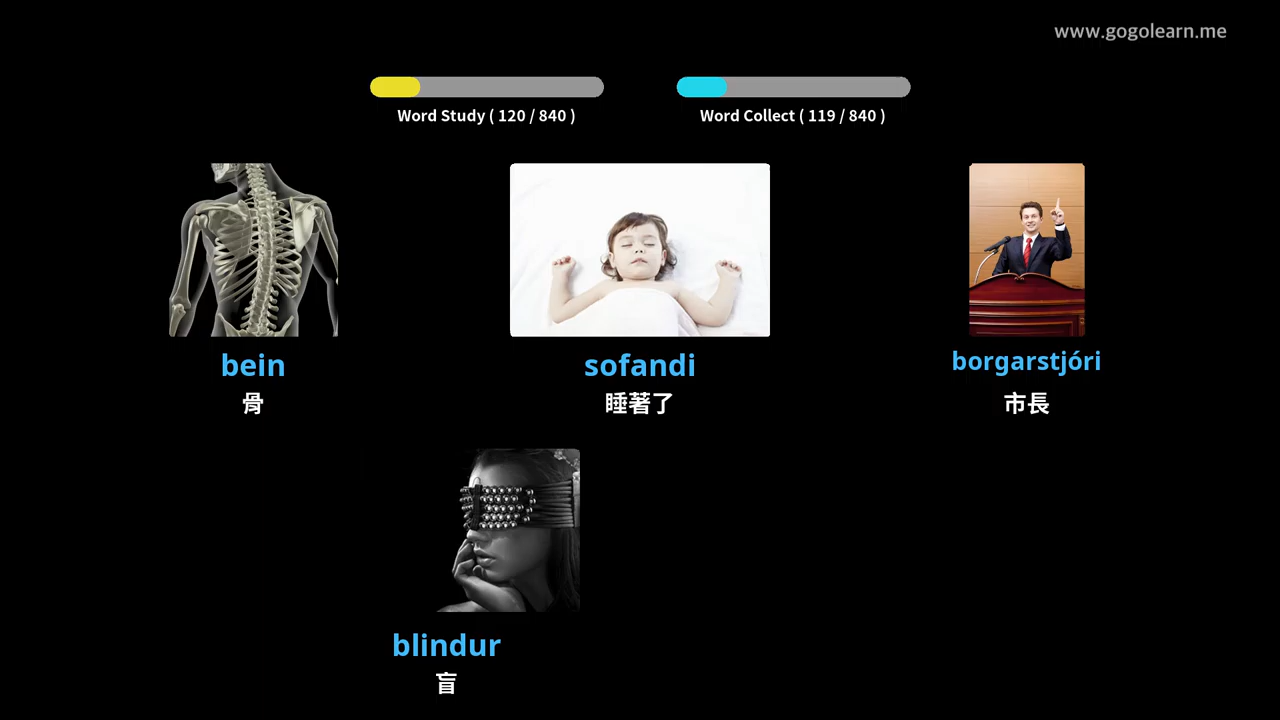 www.gogolearn.me
Word Study ( 120 / 840 )
Word Collect ( 119 / 840 )
bein
骨
sofandi
睡著了
borgarstjóri
市長
blindur
盲